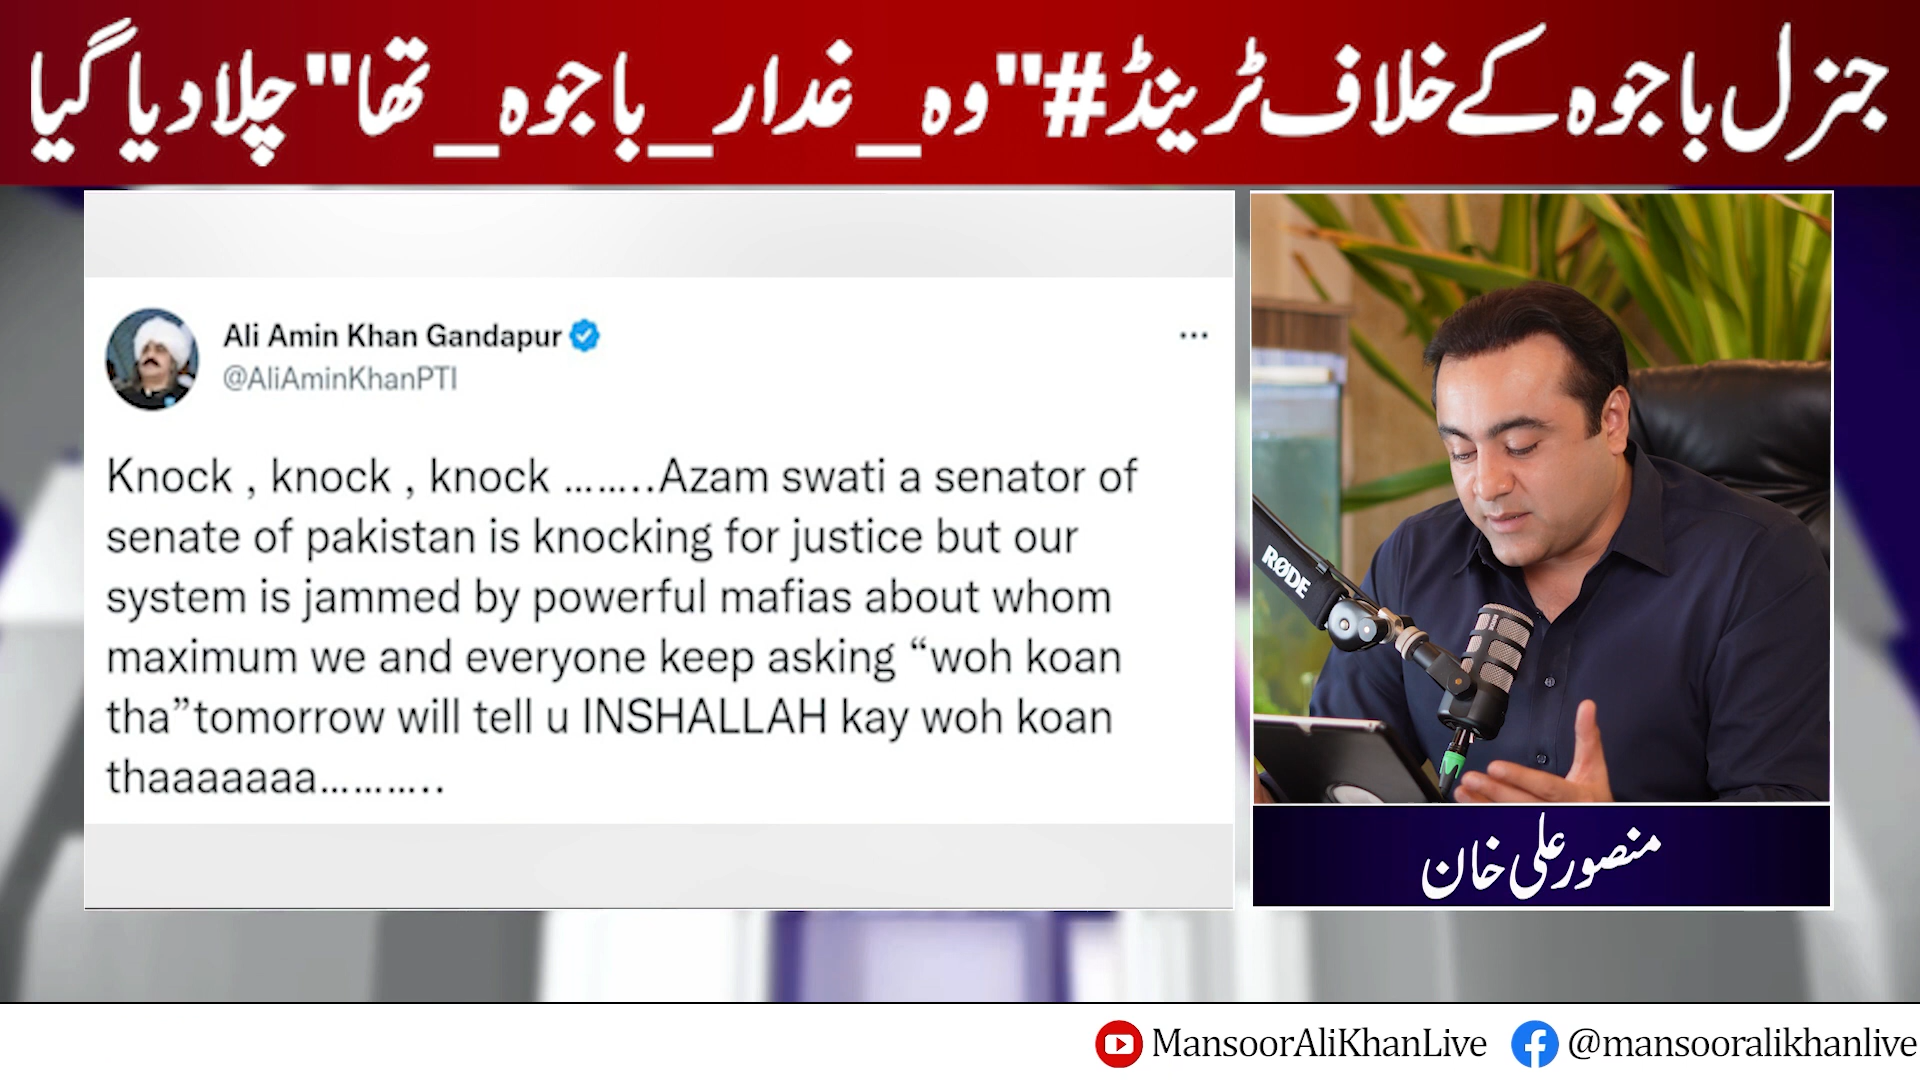 جنرل باجوہ کے خلاف ٹرینڈ#"وہ_غدار_باجوہ_تھا"چلا دیا گیا
Ali Amin Khan Gandapur
@AliAminKhanPTI
...
Knock , knock , knock ……..Azam swati a senator of
senate of pakistan is knocking for justice but our
system is jammed by powerful mafias about whom
maximum we and everyone keep asking “woh koan
tha”tomorrow will tell u INSHALLAH kay woh koan
thaaaaaaa………..
RØDE
منصور علی خان
MansoorAliKhanLive @mansooralikhanlive